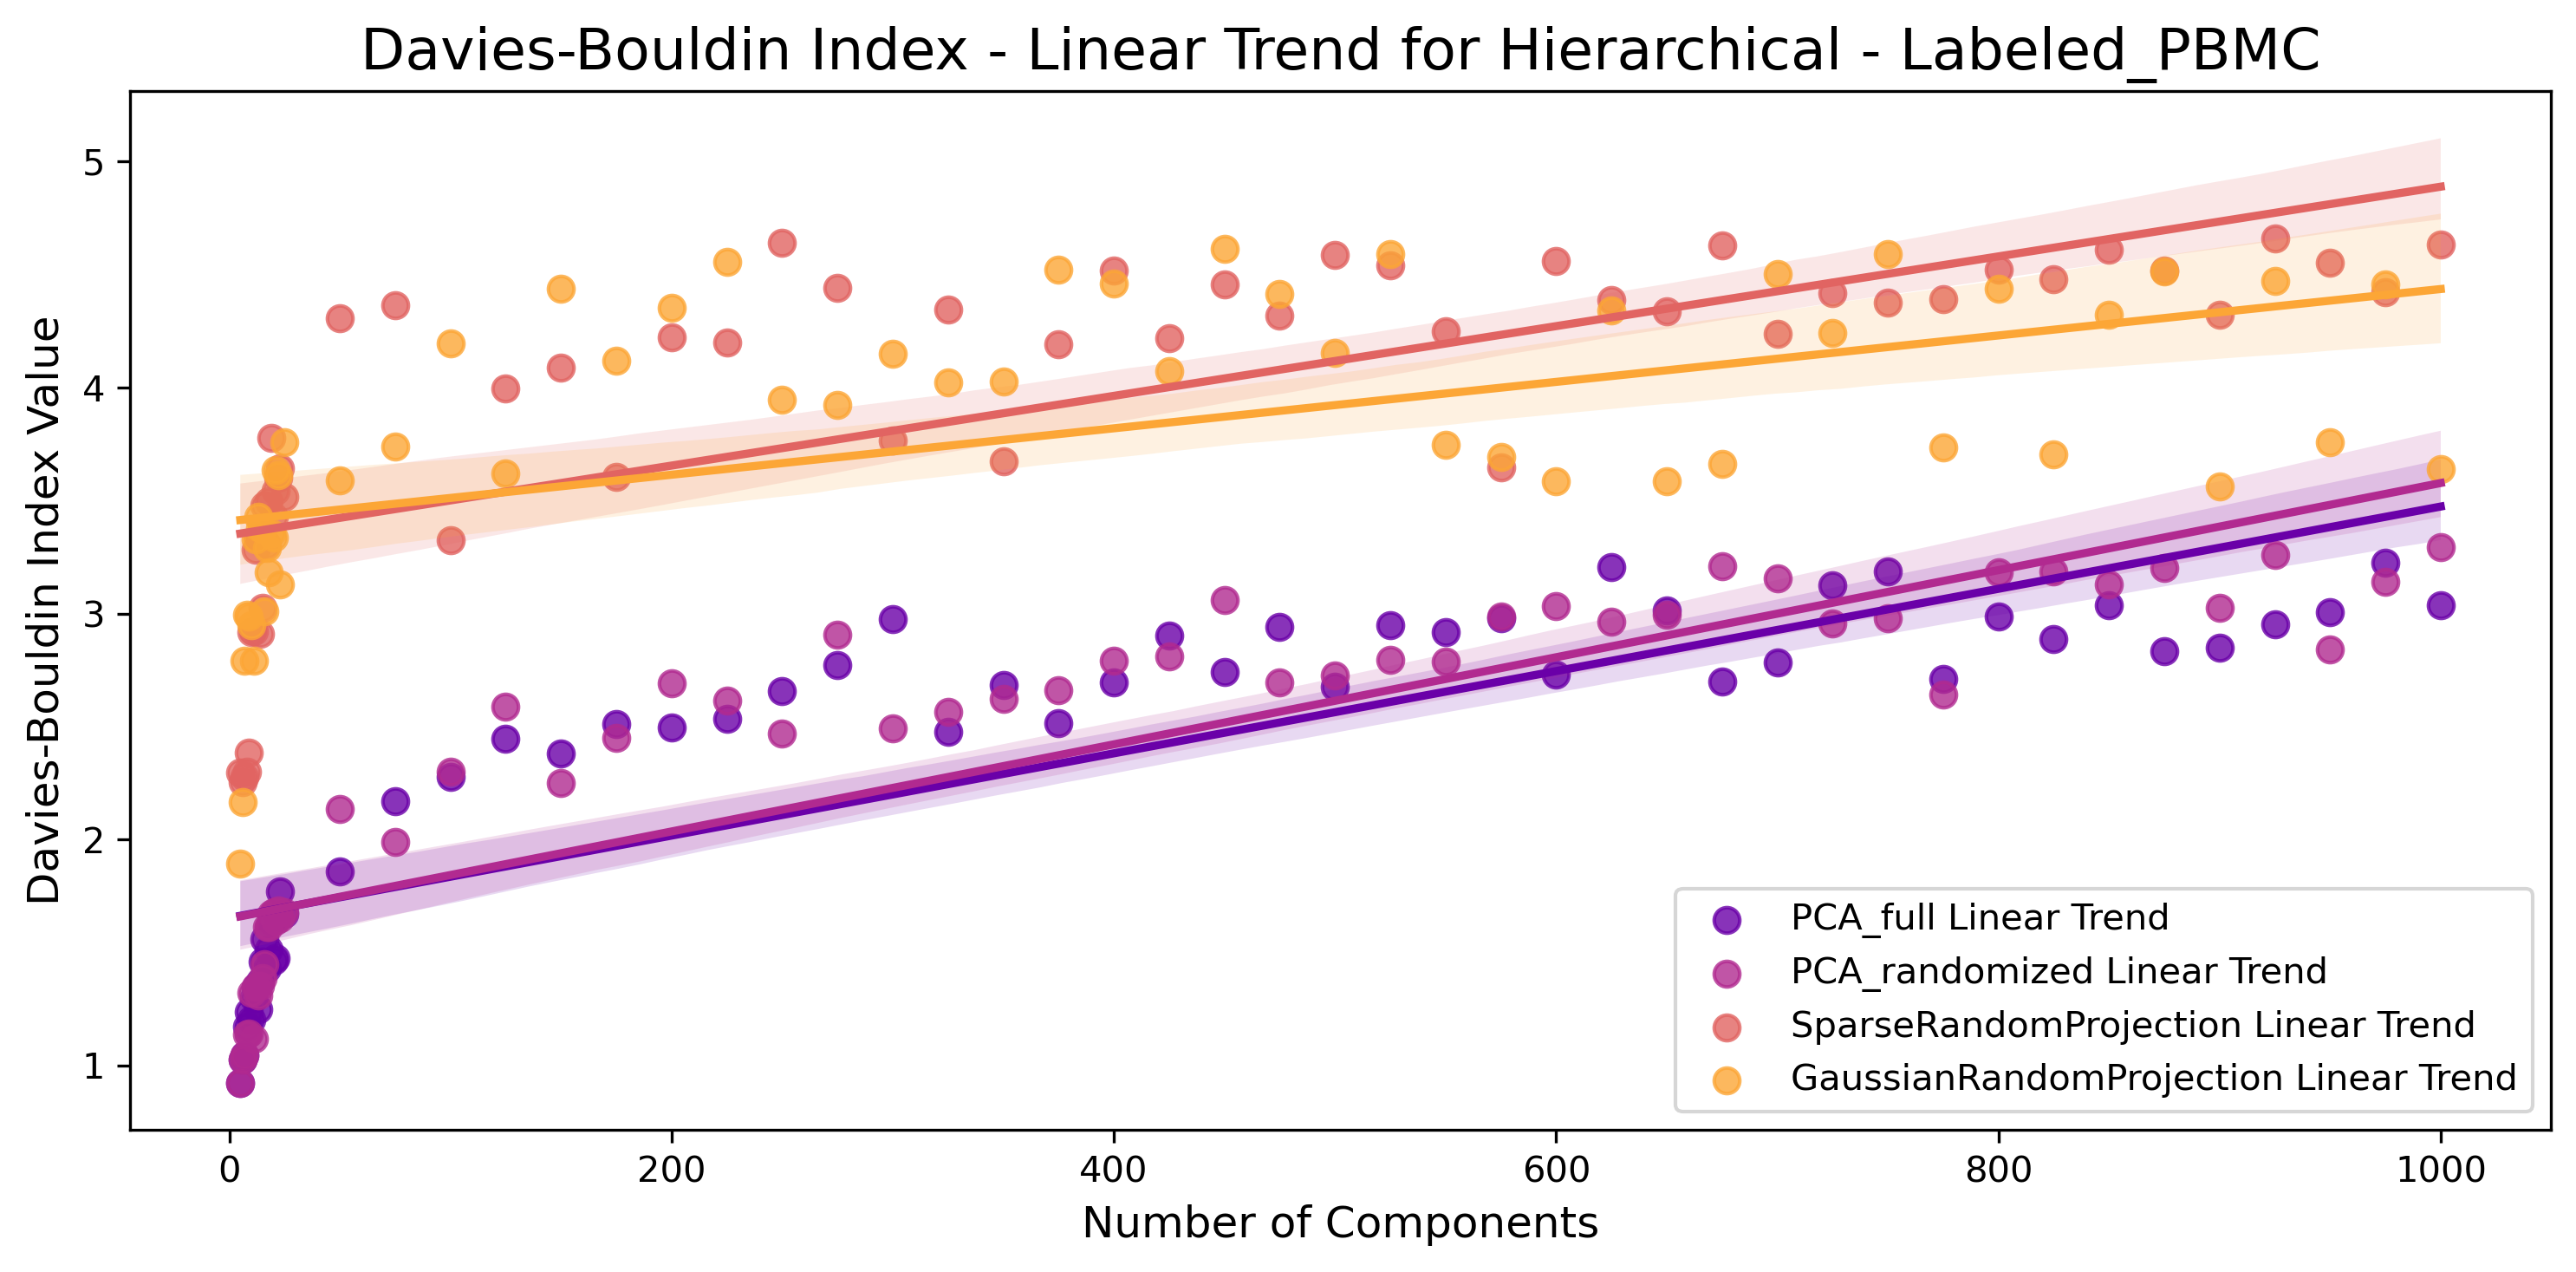 Davies-Bouldin Index - Linear Trend for Hierarchical - Labeled_PBMC
Davies-Bouldin Index Value
5
4
3
2
1
PCA_full Linear Trend
PCA_randomized Linear Trend
SparseRandomProjection Linear Trend
GaussianRandomProjection Linear Trend
0 200 400 600 800 1000
Number of Components